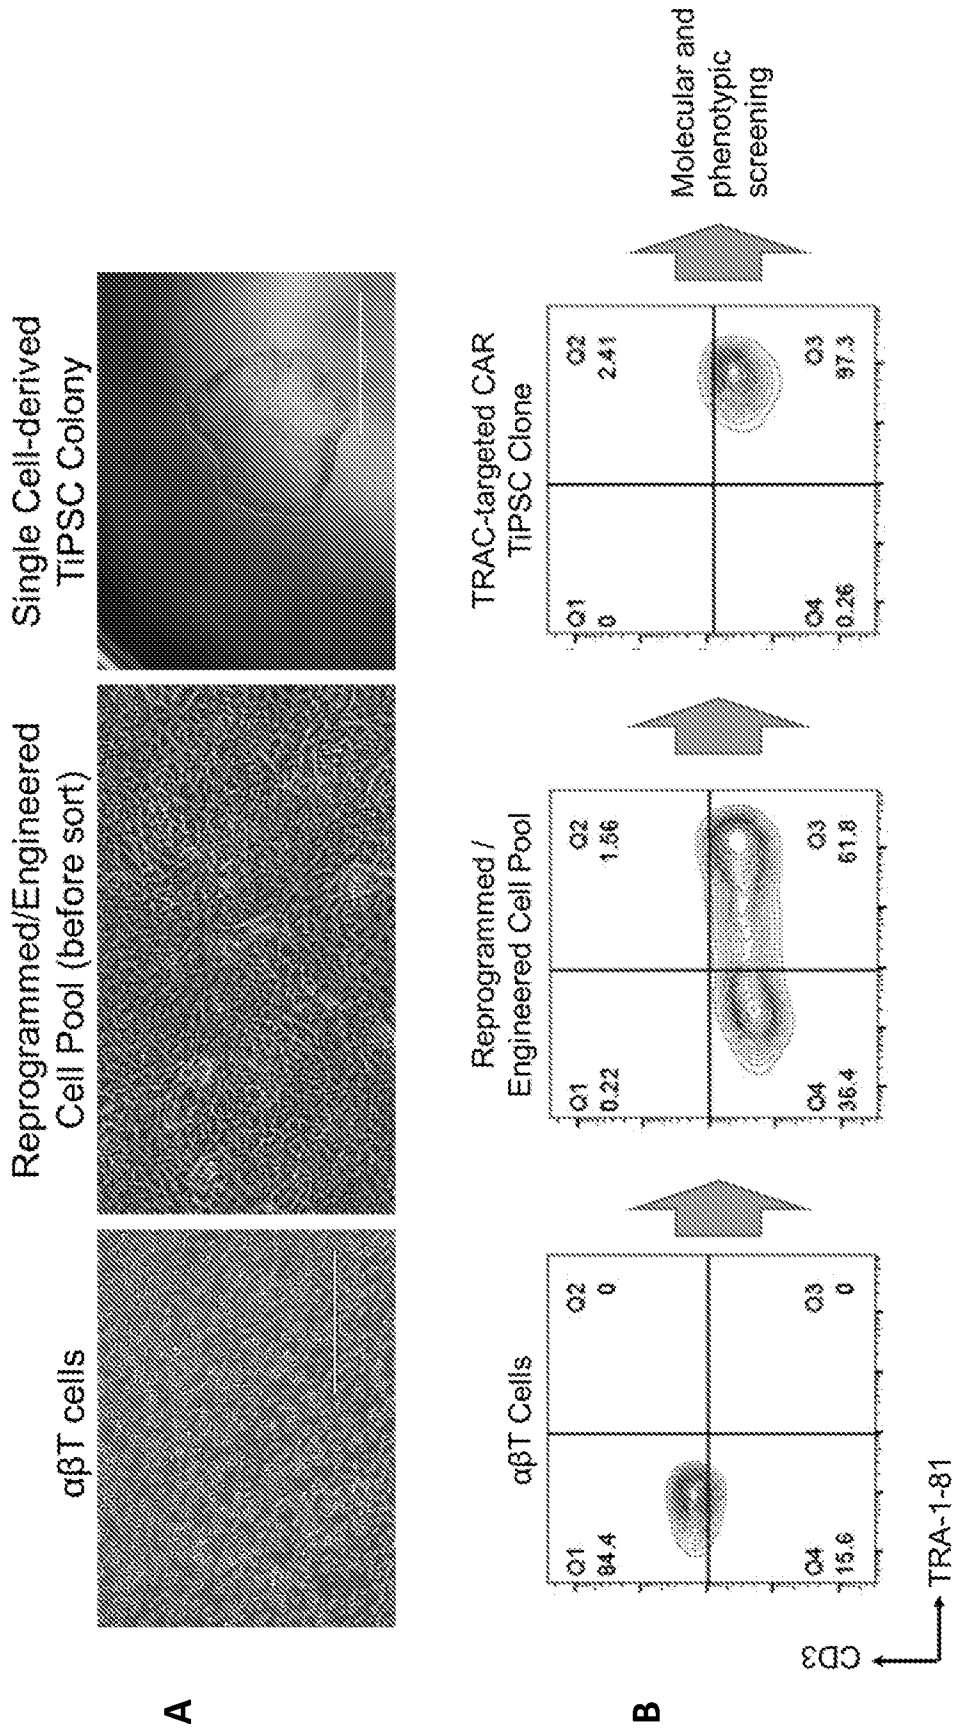 A
αβT cells
Reprogrammed/Engineered
Cell Pool (before sort)
Single Cell-derived
TiPSC Colony
B
αβT Cells
Q1
84.4
Q2
0
Q4
15.6
Q3
0
CD3
TRA-1-81
Reprogrammed /
Engineered Cell Pool
Q1
0.22
Q2
1.56
Q4
36.4
Q3
61.8
TRAC-targeted CAR
TiPSC Clone
Q1
0
Q2
2.41
Q4
0.26
Q3
97.3
Molecular and
phenotypic
screening